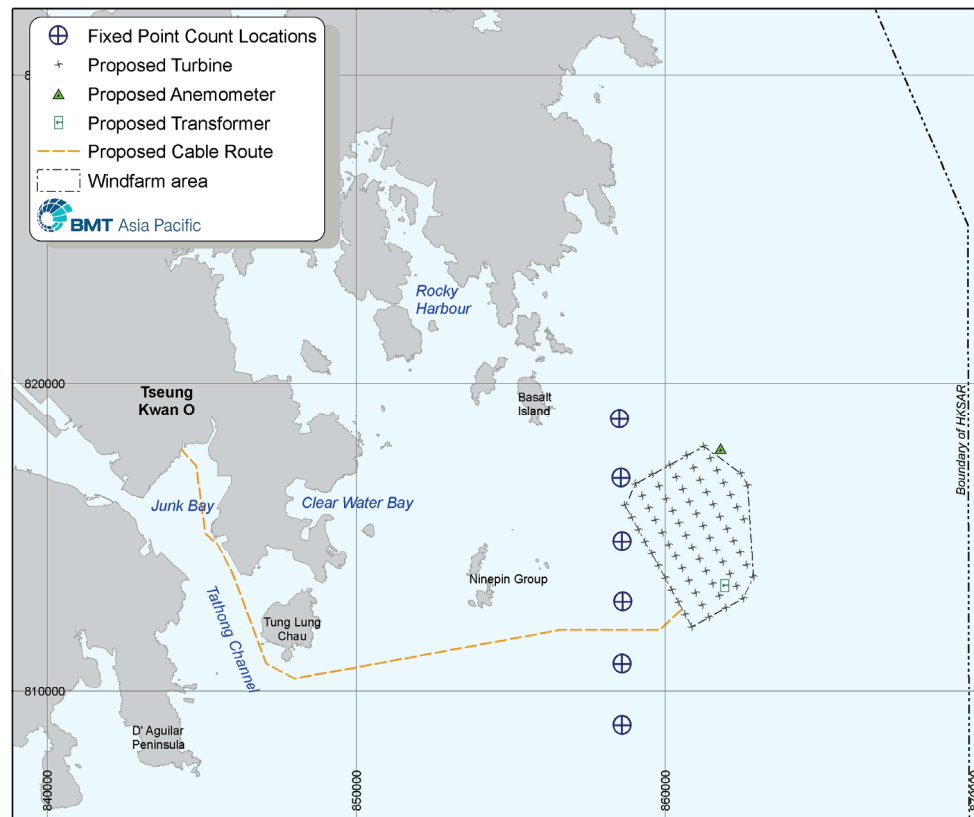 Fixed Point Count Locations
Proposed Turbine
Proposed Anemometer
Proposed Transformer
Proposed Cable Route
Windfarm area
BMT Asia Pacific
Rocky
Harbour
820000
Tseung
Kwan O
Basalt
Island
Boundary of HKSAR
Junk Bay
Clear Water Bay
Ninepin Group
Tathong Channel
Tung Lung
Chau
810000
D' Aguilar
Peninsula
840000
850000
860000